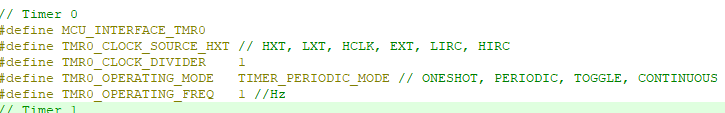 // Timer 0
#define MCU_INTERFACE_TMR0
#define TMR0_CLOCK_SOURCE_HXT // HXT, LXT, HCLK, EXT, LIRC, HIRC
#define TMR0_CLOCK_DIVIDER    1
#define TMR0_OPERATING_MODE   TIMER_PERIODIC_MODE // ONESHOT, PERIODIC, TOGGLE, CONTINUOUS
#define TMR0_OPERATING_FREQ   1 //Hz
// Timer 1